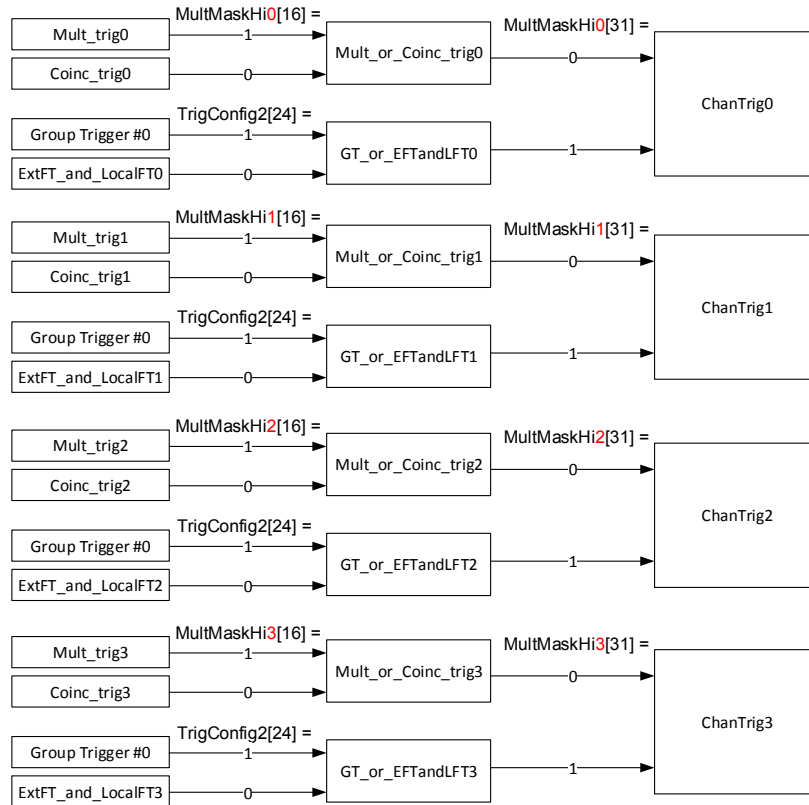 MultMaskHi0[16] =
MultMaskHi0[31] =
Mult_trig0
1
Mult_or_Coinc_trig0
0
Coinc_trig0
0
ChanTrig0
TrigConfig2[24] =
Group Trigger #0
1
GT_or_EFTandLFT0
1
ExtFT_and_LocalFT0
0
MultMaskHi1[16] =
MultMaskHi1[31] =
Mult_trig1
1
Mult_or_Coinc_trig1
0
Coinc_trig1
0
ChanTrig1
TrigConfig2[24] =
Group Trigger #0
1
GT_or_EFTandLFT1
1
ExtFT_and_LocalFT1
0
MultMaskHi2[16] =
MultMaskHi2[31] =
Mult_trig2
1
Mult_or_Coinc_trig2
0
Coinc_trig2
0
ChanTrig2
TrigConfig2[24] =
Group Trigger #0
1
GT_or_EFTandLFT2
1
ExtFT_and_LocalFT2
0
MultMaskHi3[16] =
MultMaskHi3[31] =
Mult_trig3
1
Mult_or_Coinc_trig3
0
Coinc_trig3
0
ChanTrig3
TrigConfig2[24] =
Group Trigger #0
1
GT_or_EFTandLFT3
1
ExtFT_and_LocalFT3
0